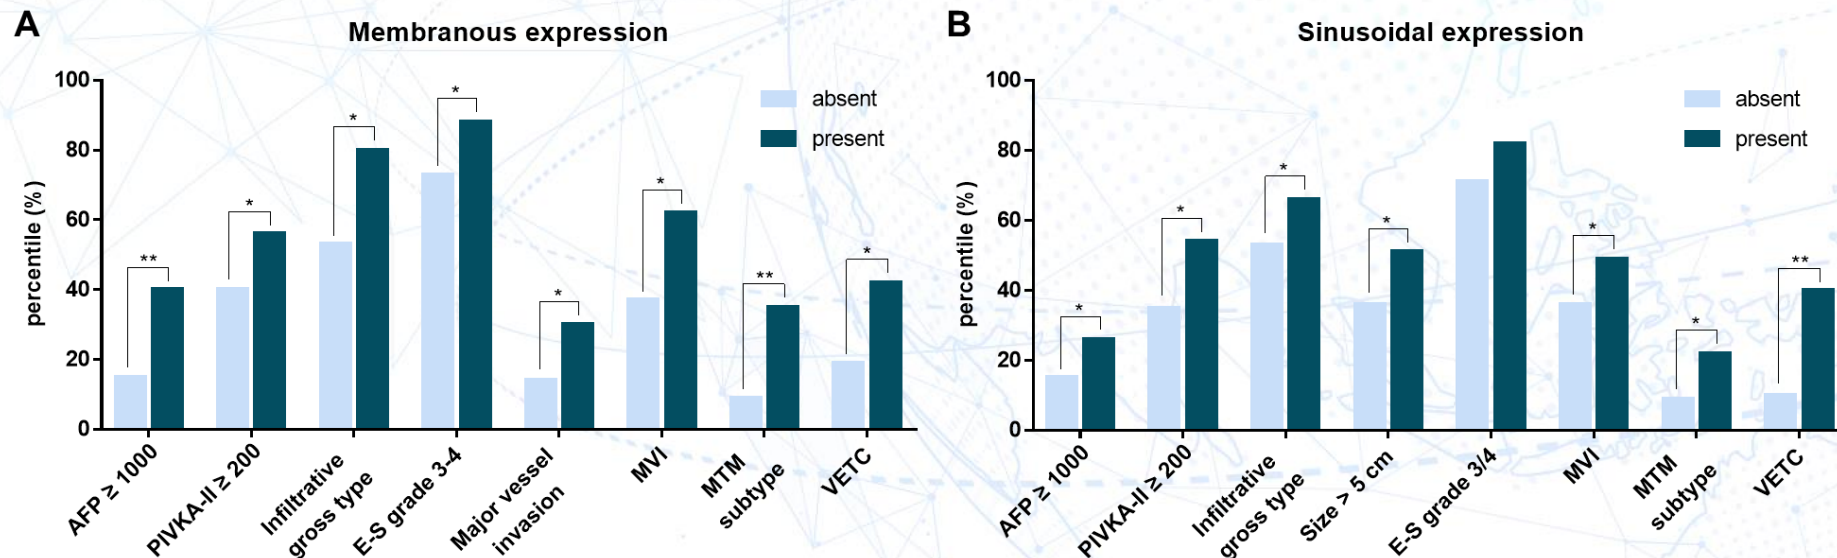 A
Membranous expression
percentile (%)
100
80
60
40
20
0
**
*
*
*
*
*
**
*
absent
present
AFP ≥ 1000
PIVKA-II ≥ 200
Infiltrative
gross type
E-S grade 3-4
Major vessel
invasion
MVI
MTM
subtype
VETC
B
Sinusoidal expression
percentile (%)
100
80
60
40
20
0
*
*
*
*
*
*
**
absent
present
AFP ≥ 1000
PIVKA-II ≥ 200
Infiltrative
gross type
Size > 5 cm
E-S grade 3/4
MVI
MTM
subtype
VETC